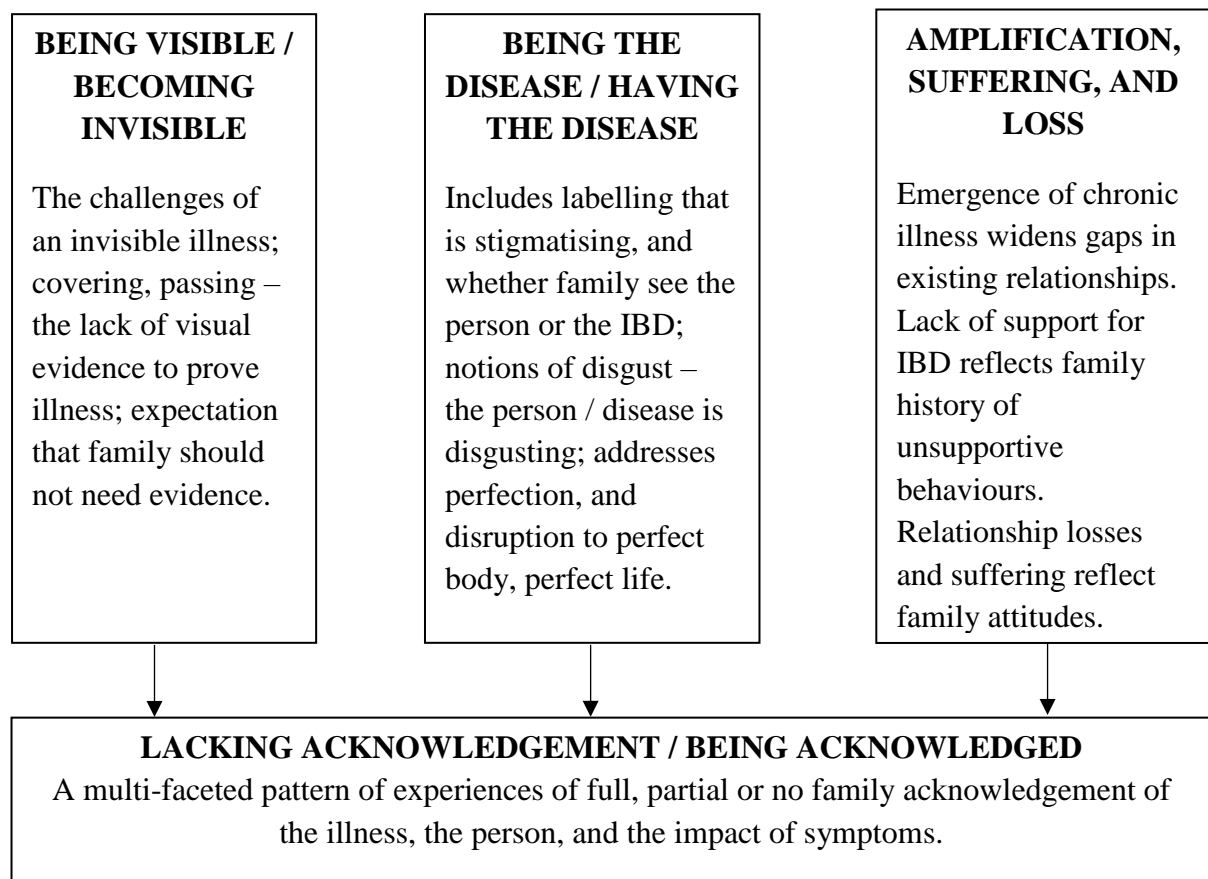 BEING VISIBLE /
BECOMING
INVISIBLE
The challenges of
an invisible illness;
covering, passing –
the lack of visual
evidence to prove
illness; expectation
that family should
not need evidence.
BEING THE
DISEASE / HAVING
THE DISEASE
Includes labelling that
is stigmatising, and
whether family see the
person or the IBD;
notions of disgust –
the person / disease is
disgusting; addresses
perfection, and
disruption to perfect
body, perfect life.
AMPLIFICATION,
SUFFERING, AND
LOSS
Emergence of chronic
illness widens gaps in
existing relationships.
Lack of support for
IBD reflects family
history of
unsupportive
behaviours.
Relationship losses
and suffering reflect
family attitudes.
LACKING ACKNOWLEDGEMENT / BEING ACKNOWLEDGED
A multi-faceted pattern of experiences of full, partial or no family acknowledgement of
the illness, the person, and the impact of symptoms.